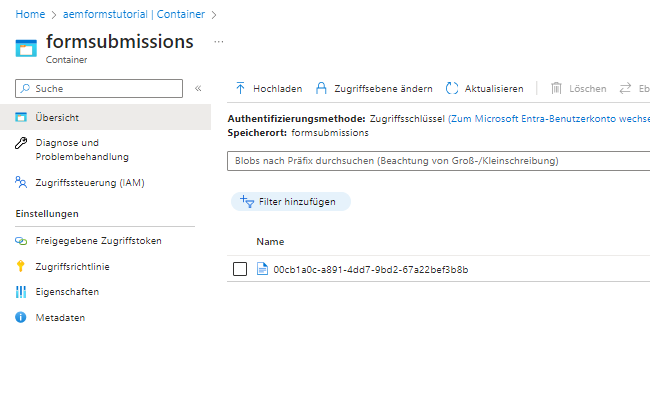 Home > aemformstutorial | Container >
formsubmissions ...
Container
Suche «
Übersicht
Diagnose und
Problembehandlung
Zugriffssteuerung (IAM)
Einstellungen
Freigegebene Zugriffstoken
Zugriffsrichtlinie
Eigenschaften
Metadaten
Hochladen Zugriffsebene ändern Aktualisieren Löschen Eb
Authentifizierungsmethode: Zugriffsschlüssel (Zum Microsoft Entra-Benutzerkonto wechse
Speicherort: formsubmissions
Blobs nach Präfix durchsuchen (Beachtung von Groß-/Kleinschreibung)
Filter hinzufügen
Name
00cb1a0c-a891-4dd7-9bd2-67a22bef3b8b